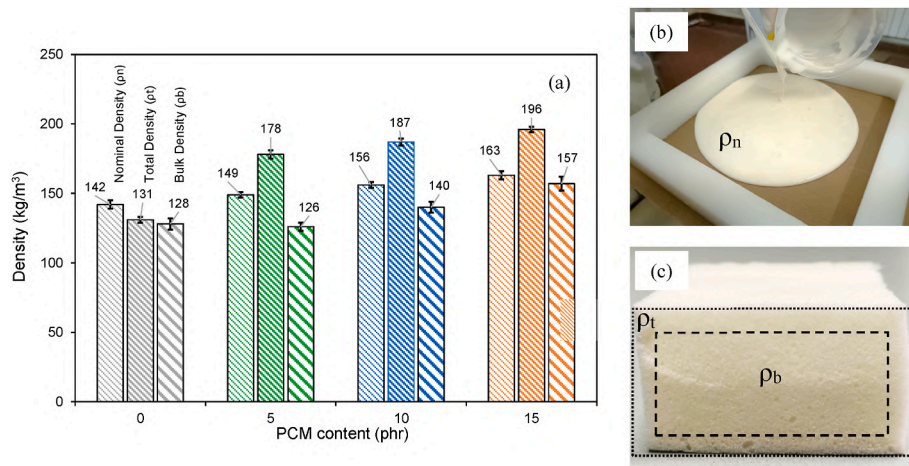 (a)
250
200
150
100
50
0
Density (kg/m³)
Nominal Density (ρn)
Total Density (ρt)
Bulk Density (ρb)
142
131
128
149
178
126
156
187
140
163
196
157
0
5
10
15
PCM content (phr)
(b)
ρn
(c)
ρt
ρb